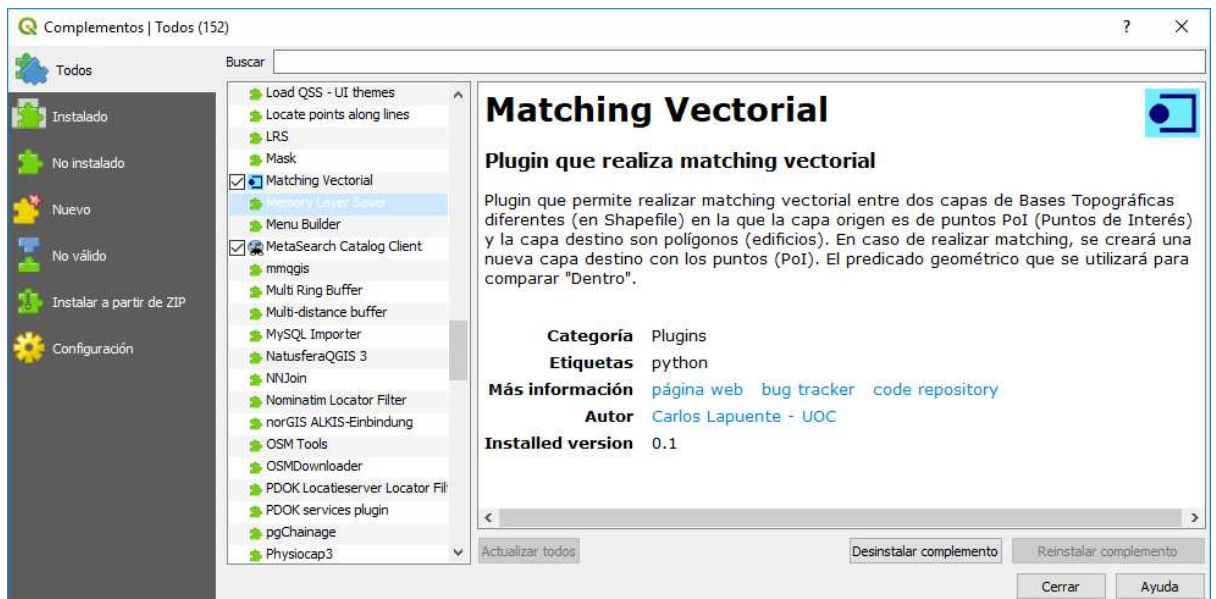 Complementos | Todos (152)
?
Todos
Instalado
No instalado
Nuevo
No válido
Instalar a partir de ZIP
Configuración
Buscar
Load QSS - UI themes
Locate points along lines
LRS
Mask
Matching Vectorial
Memory Layer Saver
Menu Builder
MetaSearch Catalog Client
mmqgis
Multi Ring Buffer
Multi-distance buffer
MySQL Importer
NatusferaQGIS 3
NNJoin
Nominatim Locator Filter
norGIS ALKIS-Einbindung
OSM Tools
OSMDownloader
PDOK Locatieserver Locator Fil
PDOK services plugin
pgChainage
Physiocap3
Matching Vectorial
Plugin que realiza matching vectorial
Plugin que permite realizar matching vectorial entre dos capas de Bases Topográficas
diferentes (en Shapefile) en la que la capa origen es de puntos PoI (Puntos de Interés)
y la capa destino son polígonos (edificios). En caso de realizar matching, se creará una
nueva capa destino con los puntos (PoI). El predicado geométrico que se utilizará para
comparar "Dentro".
Categoría Plugins
Etiquetas python
Más información página web bug tracker code repository
Autor Carlos Lapuente - UOC
Installed version 0.1
Actualizar todos
Desinstalar complemento
Reinstalar complemento
Cerrar
Ayuda